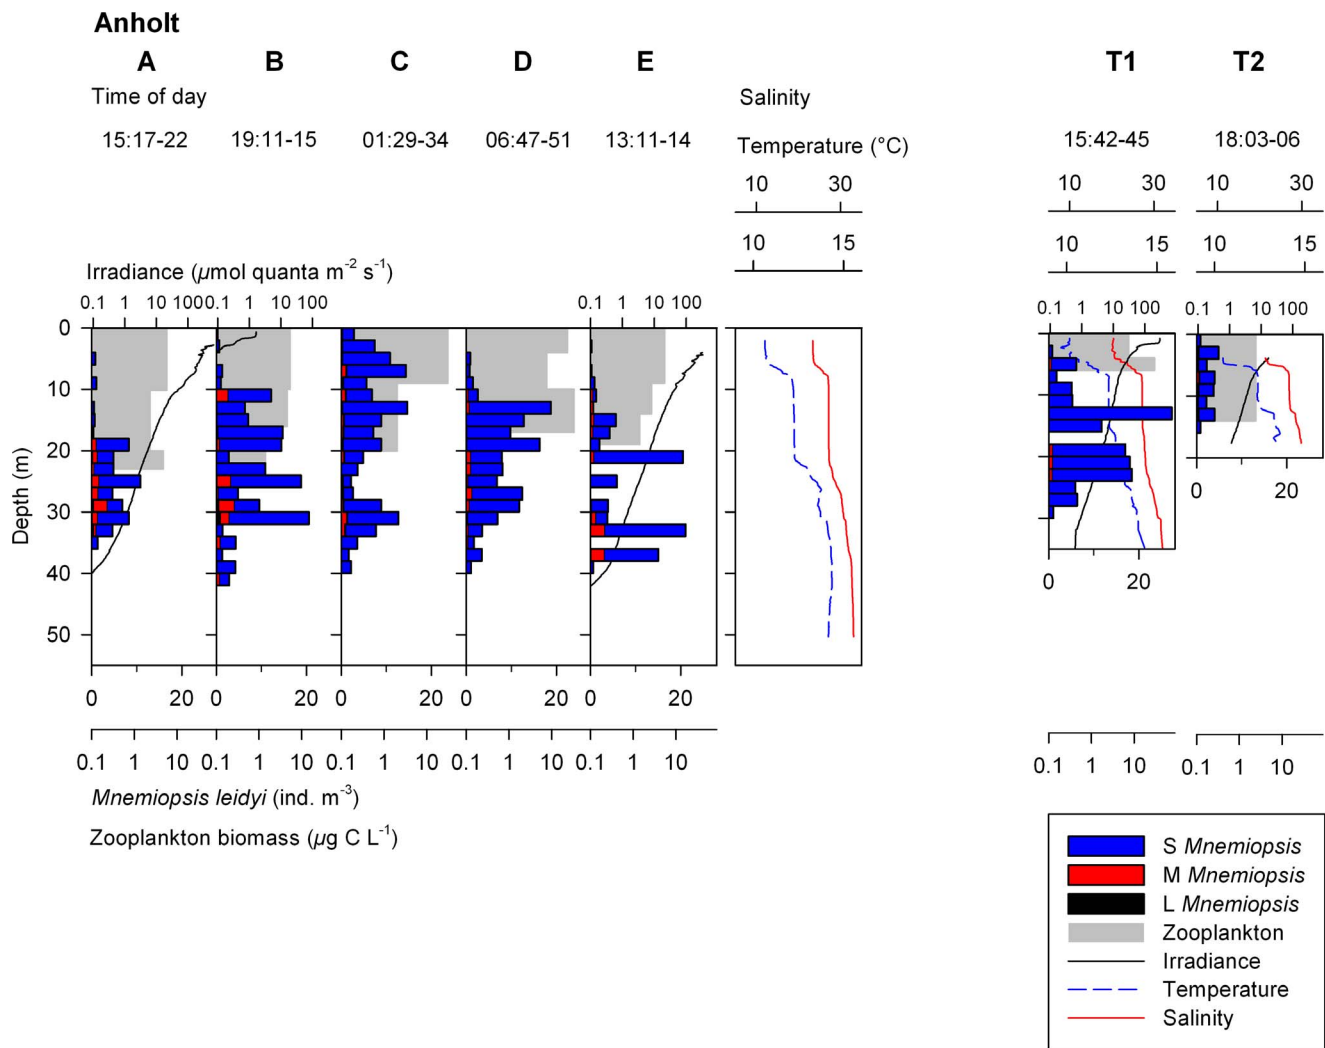 Anholt
A B C D E T1 T2
Time of day Salinity
15:17-22 19:11-15 01:29-34 06:47-51 13:11-14 Temperature (°C) 15:42-45 18:03-06
10 30 10 30 10 30
10 15 10 15 10 15
Irradiance (µmol quanta m-2 s-1)
0.1 1 10 1000 0.1 1 10 100 0.1 1 10 100 0.1 1 10 100 0.1 1 10 100
0
10
20
30
40
50
Depth (m)
0 20 0 20
0 20 0 20 0 20 0 20 0 20
0.1 1 10 0.1 1 10 0.1 1 10 0.1 1 10 0.1 1 10 0.1 1 10 0.1 1 10
Mnemiopsis leidyi (ind. m-3)
Zooplankton biomass (µg C L-1)
S Mnemiopsis
M Mnemiopsis
L Mnemiopsis
Zooplankton
Irradiance
Temperature
Salinity